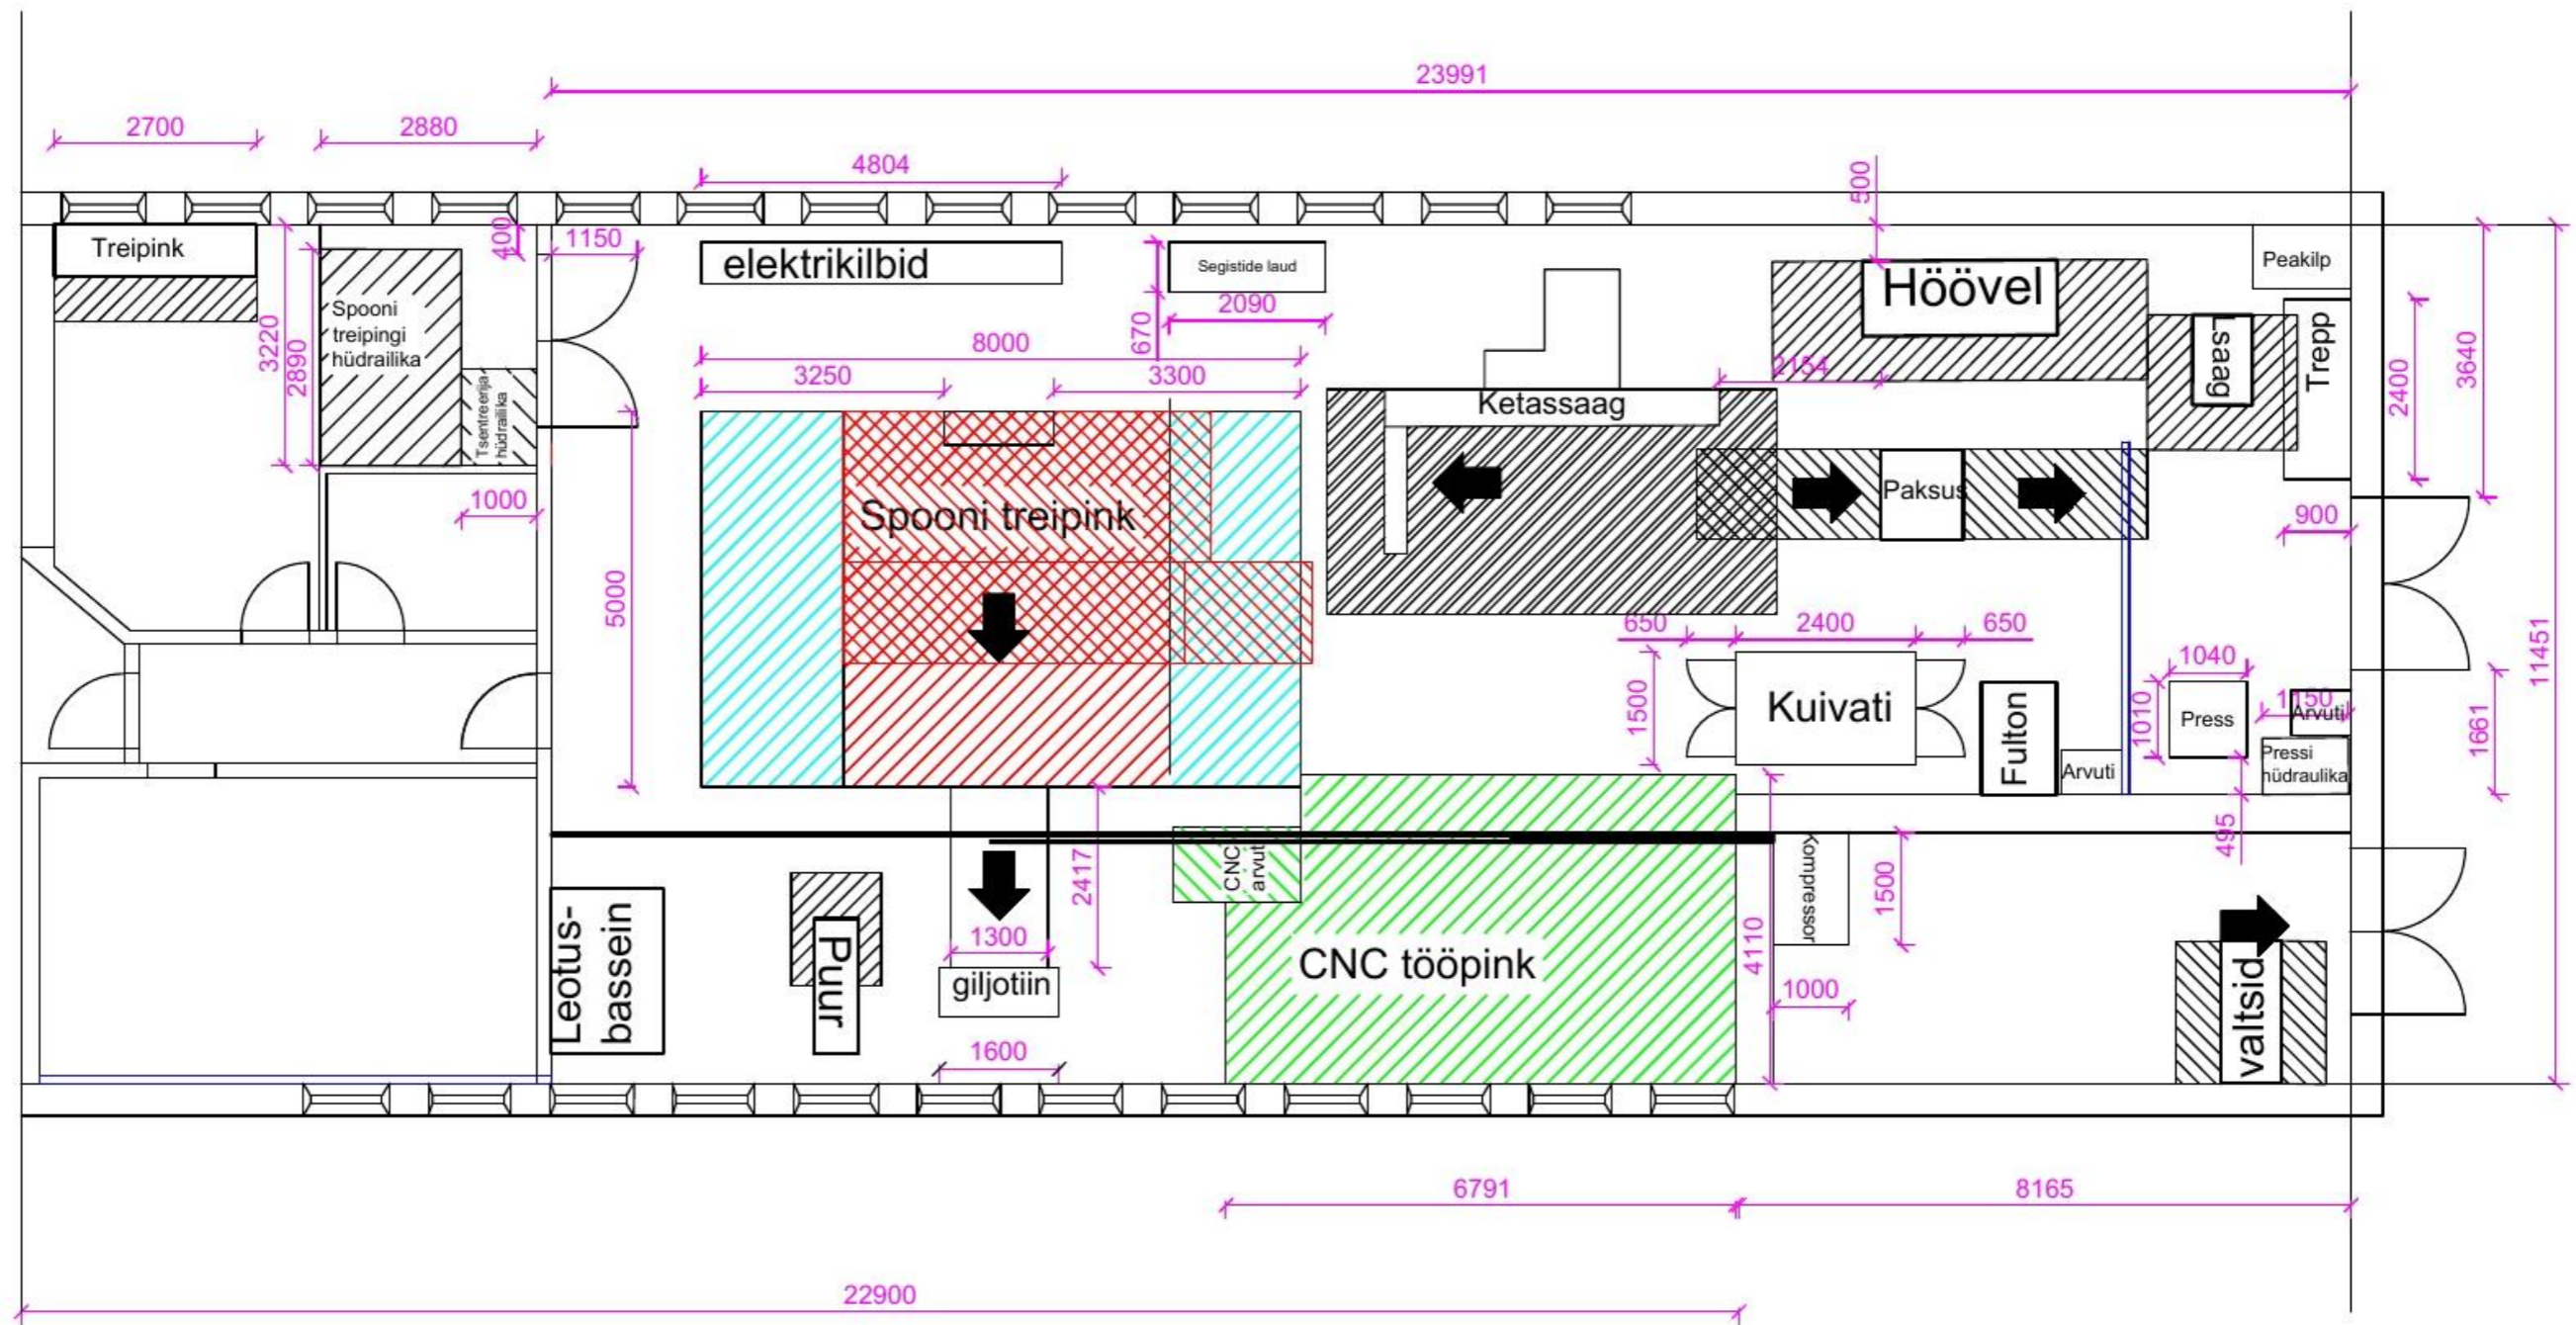 23991
2700
2880
4804
500
Treipink
400
1150
elektrikilbid
Segistide laud
Peakilp
Höövel
670
2090
Spooni
treipingi
hüdrailika
3220
2890
8000
3250
3300
2154
Lsaag
Trepp
2400
3640
Tsentreerija
hüdrailika
Ketassaag
1000
Spooni treipink
Paksus
900
5000
650
2400
650
11451
1040
1500
Kuivati
Fulton
1010
Press
1150
Arvuti
1661
Arvuti
Pressi
hüdraulika
495
CNC
arvuti
2417
Kompressor
1500
Leotus-
bassein
Puur
1300
giljotiin
CNC tööpink
4110
1000
valtsid
1600
6791
8165
22900